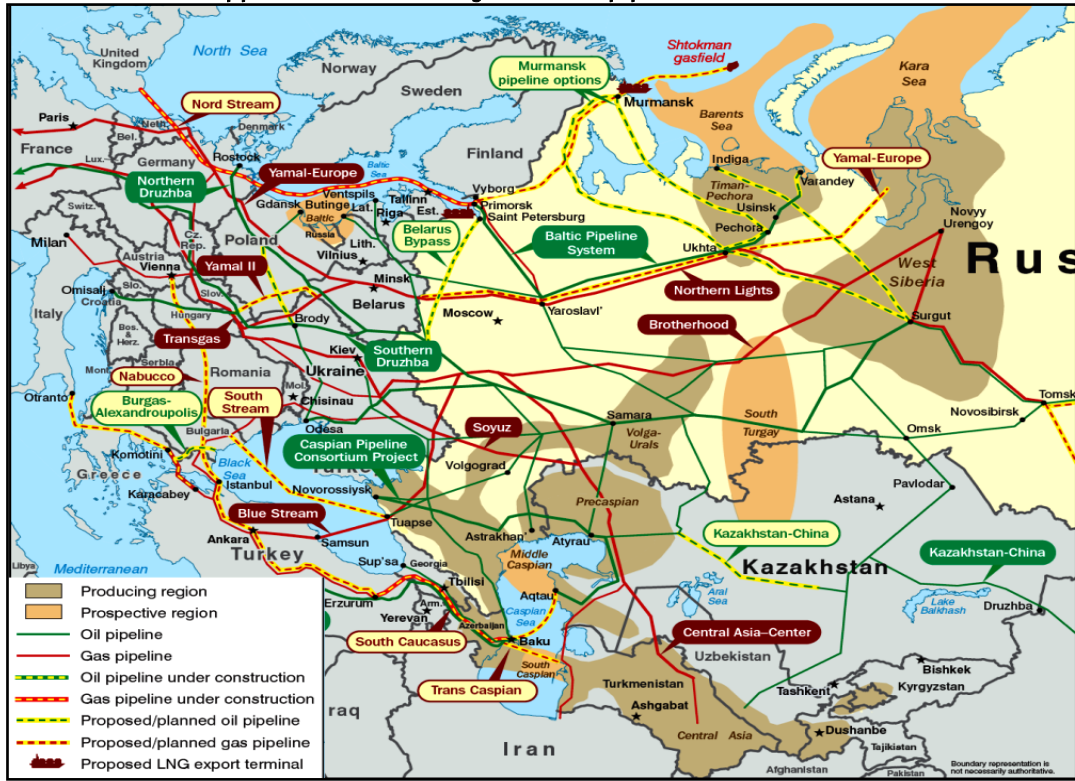 North Sea
United
Kingdom
Norway
Sweden
Finland
Murmansk
pipeline options
Shtokman
gasfield
Murmansk
Kara
Sea
Barents
Sea
Nord Stream
Paris
France
Neth.
Bel.
Lux.
Germany
Denmark
Rostock
Baltic
Sea
Northern
Druzhba
Yamal-Europe
Gdansk
Butinge
Baltic
Russia
Ventspils
Lat.
Riga
Tallinn
Est.
Lith.
Vilnius
Vyborg
Primorsk
Saint Petersburg
Belarus
Bypass
Baltic Pipeline
System
Indiga
Varandey
Timan-
Pechora
Usinsk
Pechora
Ukhta
Yamal-Europe
Novyy
Urengoy
West
Siberia
Rus
Surgut
Northern Lights
Brotherhood
Switz.
Milan
Italy
Cz.
Rep.
Poland
Austria
Vienna
Slo.
Slov.
Omisalj
Croatia
Hungary
Yamal II
Transgas
Minsk
Belarus
Brody
Moscow
Yaroslavl'
Southern
Druzhba
Kiev
Ukraine
Bos.
& Herz.
Serbia
Mont.
Romania
Mol.
Chisinau
Odesa
Nabucco
South
Stream
Otranto
Burgas-
Alexandroupolis
Bulgaria
Komotini
Greece
Karacabey
Black
Sea
Istanbul
Caspian Pipeline
Consortium Project
Novorossiysk
Tuapse
Volgograd
Soyuz
Samara
Volga-
Urals
South
Turgay
Tomsk
Novosibirsk
Omsk
Pavlodar
Astana
Precaspian
Astrakhan'
Atyrau
Middle
Caspian
Kazakhstan-China
Kazakhstan
Kazakhstan-China
Lake
Balkhash
Druzhba
Aral
Sea
Blue Stream
Ankara
Turkey
Samsun
Sup'sa
Georgia
Tbilisi
Erzurum
Arm.
Yerevan
Azerbaijan
Caspian
Sea
Aqtau
Baku
South Caucasus
Trans Caspian
South
Caspian
Central Asia–Center
Uzbekistan
Turkmenistan
Ashgabat
Central Asia
Tashkent
Bishkek
Kyrgyzstan
Dushanbe
Tajikistan
Afghanistan
Pakistan
Iran
raq
Libya
Mediterranean
Producing region
Prospective region
Oil pipeline
Gas pipeline
Oil pipeline under construction
Gas pipeline under construction
Proposed/planned oil pipeline
Proposed/planned gas pipeline
Proposed LNG export terminal
Boundary representation is
not necessarily authoritative.